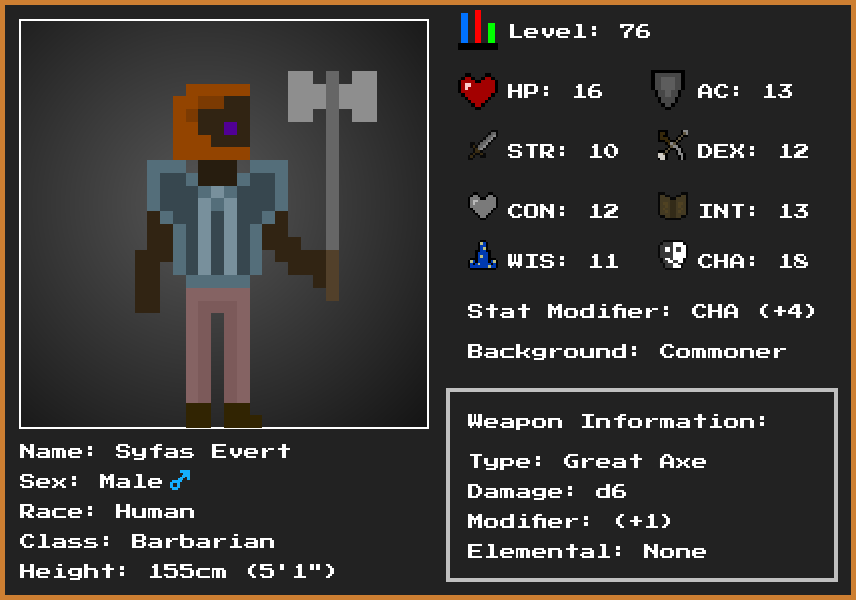 Level: 76
HP: 16 AC: 13
STR: 10 DEX: 12
CON: 12 INT: 13
WIS: 11 CHA: 18
Stat Modifier: CHA (+4)
Background: Commoner
Weapon Information:
Type: Great Axe
Damage: d6
Modifier: (+1)
Elemental: None
Name: Syfas Evert
Sex: Male ♂
Race: Human
Class: Barbarian
Height: 155cm (5'1")